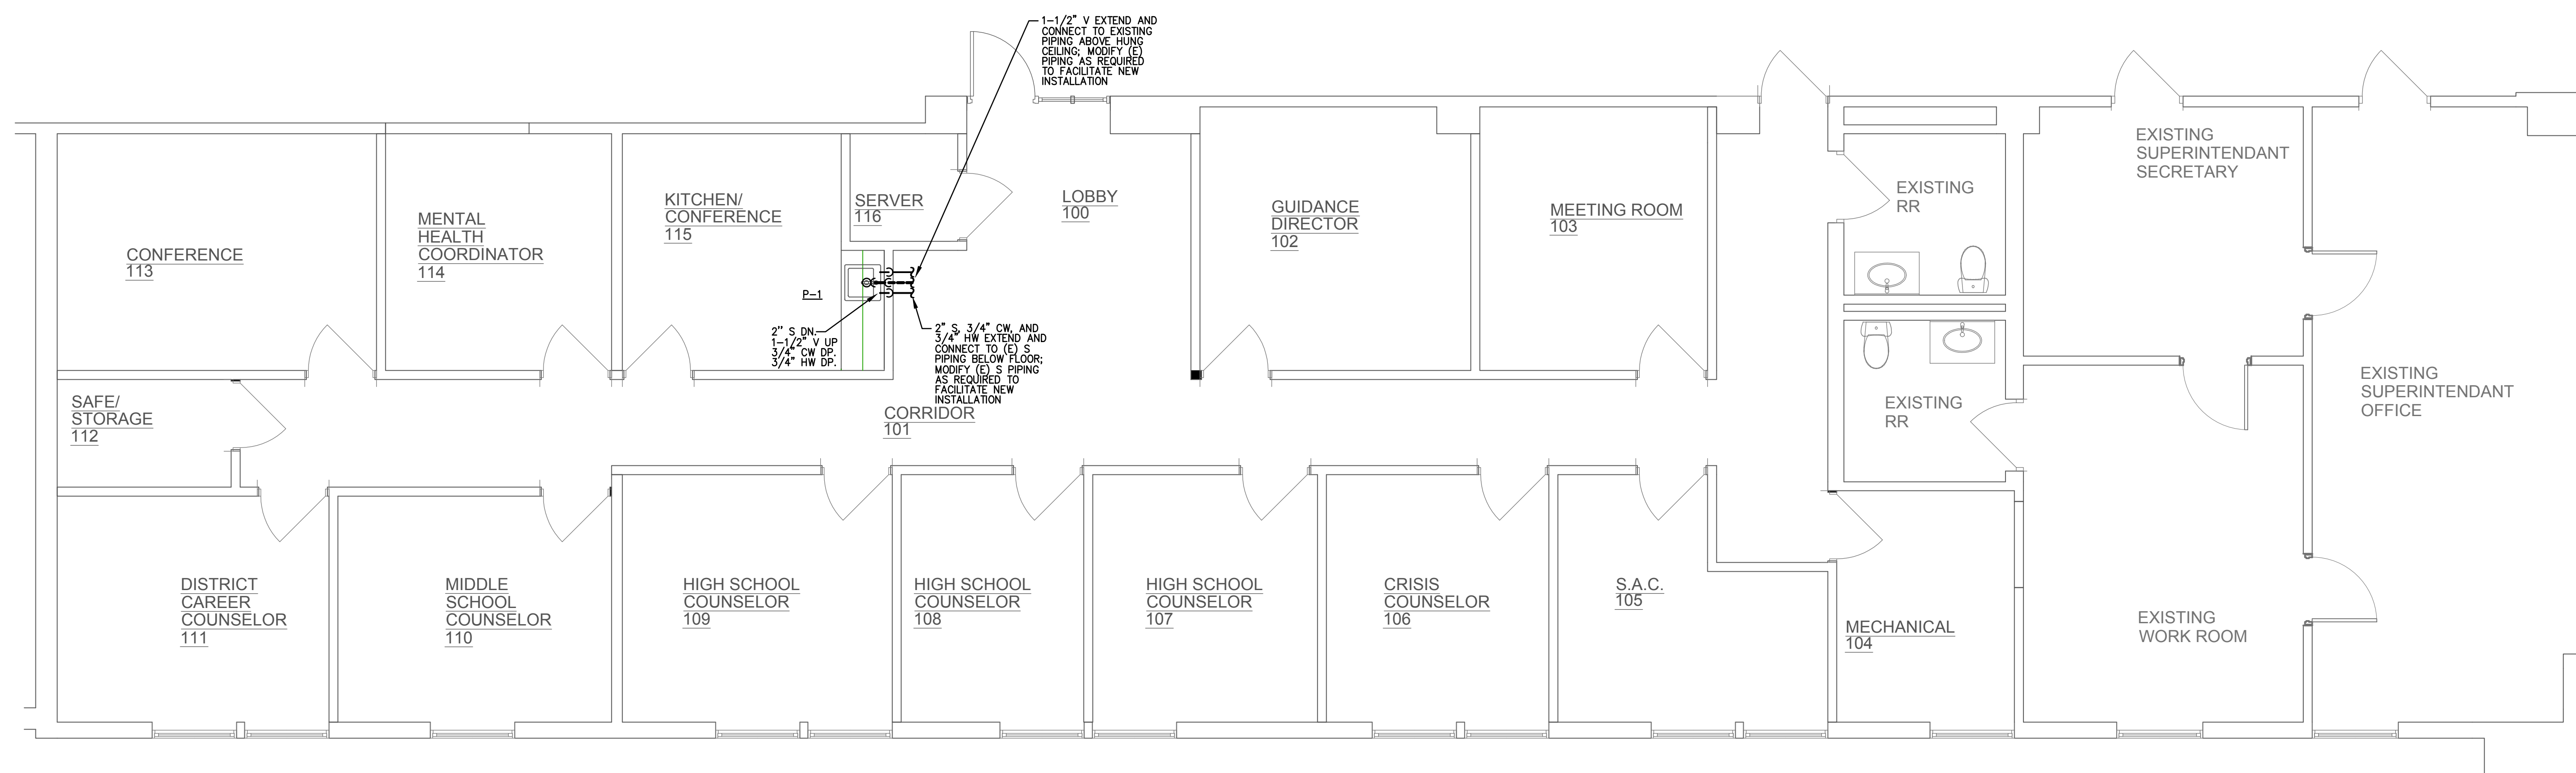 1-1/2" V EXTEND AND
CONNECT TO EXISTING
PIPING ABOVE HUNG
CEILING; MODIFY (E)
PIPING AS REQUIRED
TO FACILITATE NEW
INSTALLATION
EXISTING
SUPERINTENDANT
SECRETARY
CONFERENCE
113
MENTAL
HEALTH
COORDINATOR
114
KITCHEN/
CONFERENCE
115
SERVER
116
LOBBY
100
GUIDANCE
DIRECTOR
102
MEETING ROOM
103
EXISTING
RR
P-1
2'' S DN.
1-1/2" V UP
3/4" CW DP.
3/4" HW DP.
2" S, 3/4" CW, AND
3/4" HW EXTEND AND
CONNECT TO (E) S
PIPING BELOW FLOOR;
MODIFY (E) S PIPING
AS REQUIRED TO
FACILITATE NEW
INSTALLATION
SAFE/
STORAGE
112
CORRIDOR
101
EXISTING
RR
EXISTING
SUPERINTENDANT
OFFICE
DISTRICT
CAREER
COUNSELOR
111
MIDDLE
SCHOOL
COUNSELOR
110
HIGH SCHOOL
COUNSELOR
109
HIGH SCHOOL
COUNSELOR
108
HIGH SCHOOL
COUNSELOR
107
CRISIS
COUNSELOR
106
S.A.C.
105
MECHANICAL
104
EXISTING
WORK ROOM